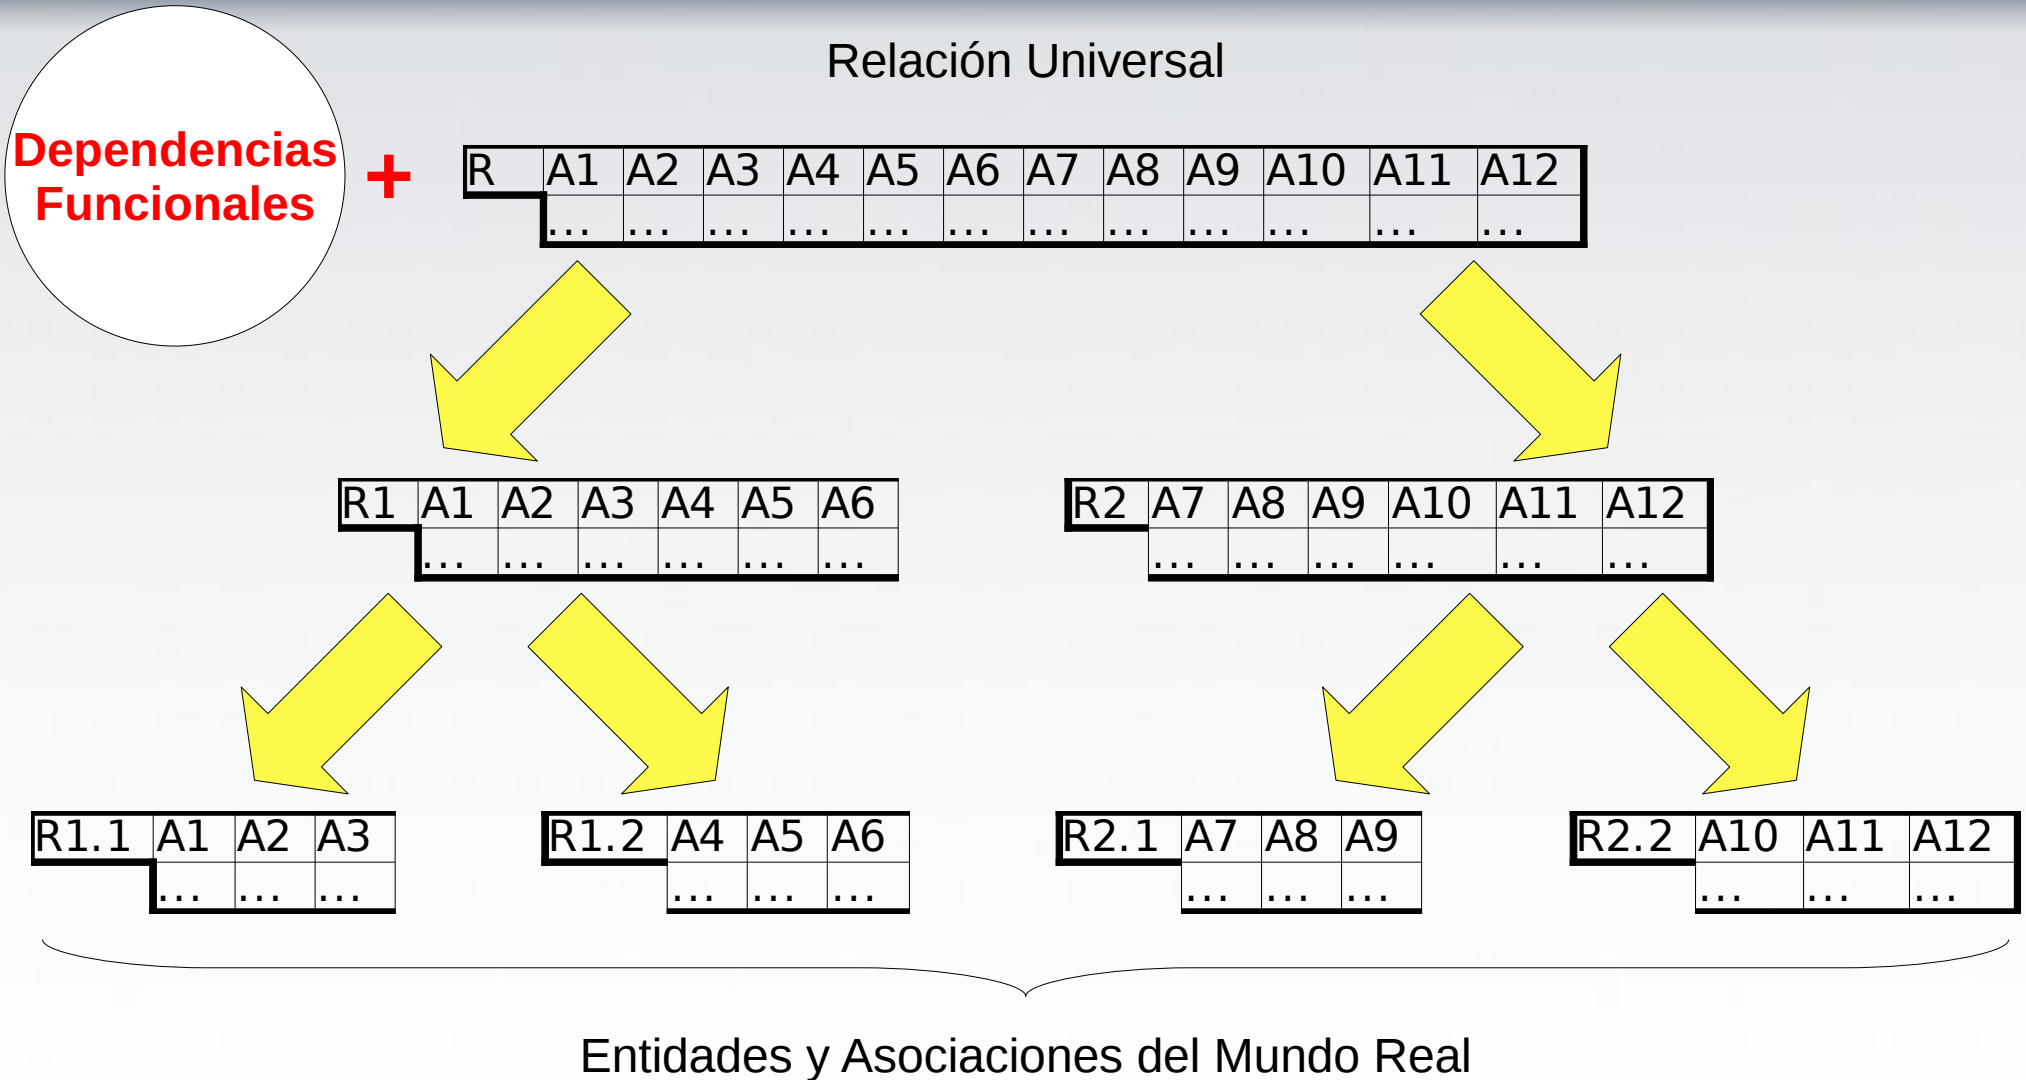 Relación Universal
Dependencias
Funcionales
+
R A1 A2 A3 A4 A5 A6 A7 A8 A9 A10 A11 A12
... ... ... ... ... ... ... ... ... ... ... ...
R1 A1 A2 A3 A4 A5 A6
... ... ... ... ... ...
R2 A7 A8 A9 A10 A11 A12
... ... ... ... ... ...
R1.1 A1 A2 A3
... ... ...
R1.2 A4 A5 A6
... ... ...
R2.1 A7 A8 A9
... ... ...
R2.2 A10 A11 A12
... ... ...
Entidades y Asociaciones del Mundo Real